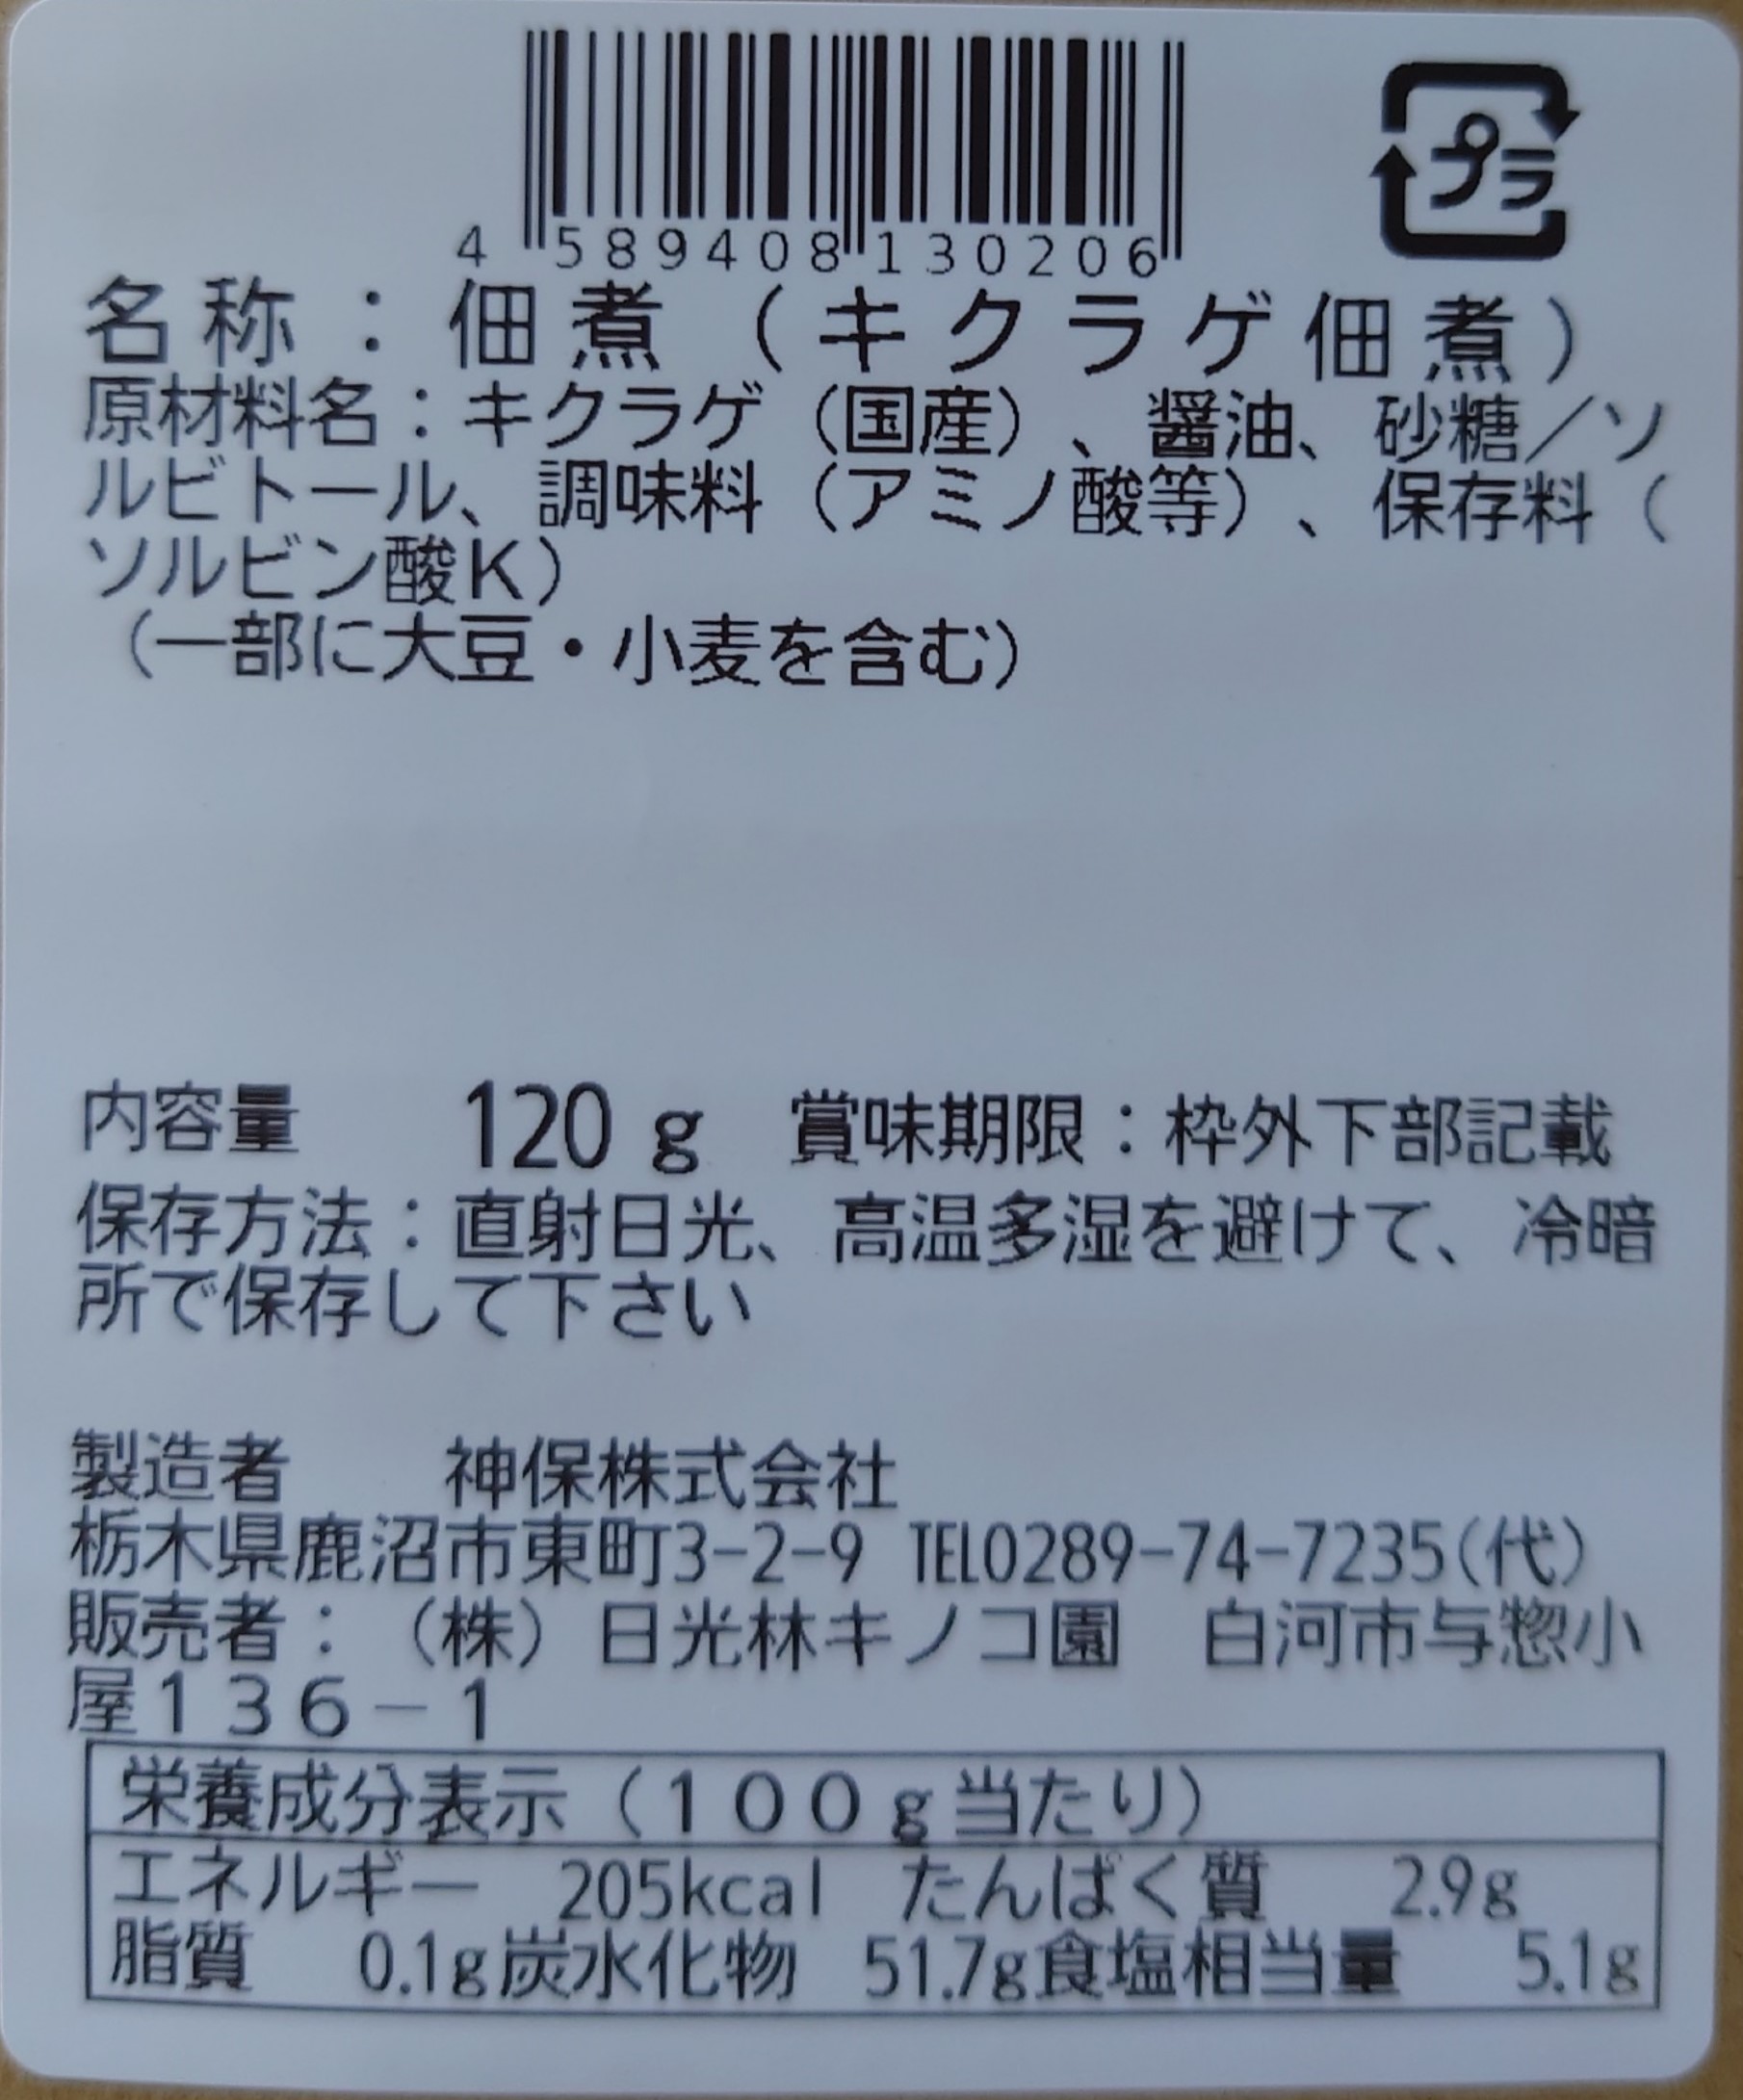 プラ
4 589408 130206
名称：佃煮（キクラゲ佃煮）
原材料名：キクラゲ（国産）、醤油、砂糖／ソ
ルビトール、調味料（アミノ酸等）、保存料（
ソルビン酸K）
（一部に大豆・小麦を含む）
内容量 120g 賞味期限：枠外下部記載
保存方法：直射日光、高温多湿を避けて、冷暗
所で保存して下さい
製造者 神保株式会社
栃木県鹿沼市東町3-2-9 TEL0289-74-7235(代)
販売者：（株）日光林キノコ園 白河市与惣小
屋１３６－１
栄養成分表示（１００g当たり）
エネルギー 205kcal たんぱく質 2.9g
脂質 0.1g炭水化物 51.7g食塩相当量 5.1g